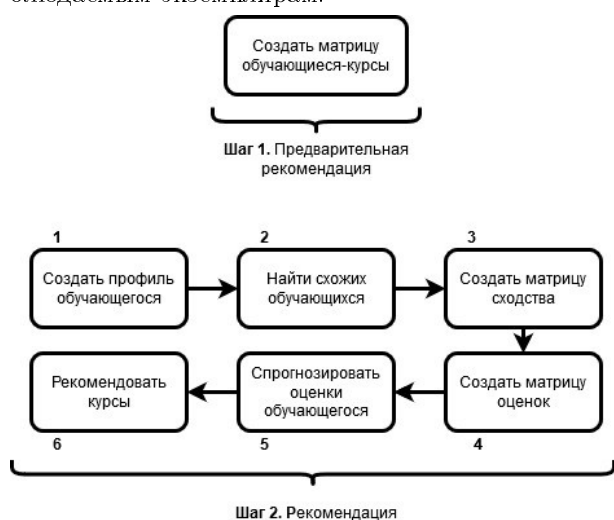 Создать матрицу
обучающиеся-курсы
Шаг 1. Предварительная
рекомендация
1
2
3
Создать профиль
обучающегося
Найти схожих
обучающихся
Создать матрицу
сходства
Рекомендовать
курсы
Спрогнозировать
оценки
обучающегося
Создать матрицу
оценок
6
5
4
Шаг 2. Рекомендация